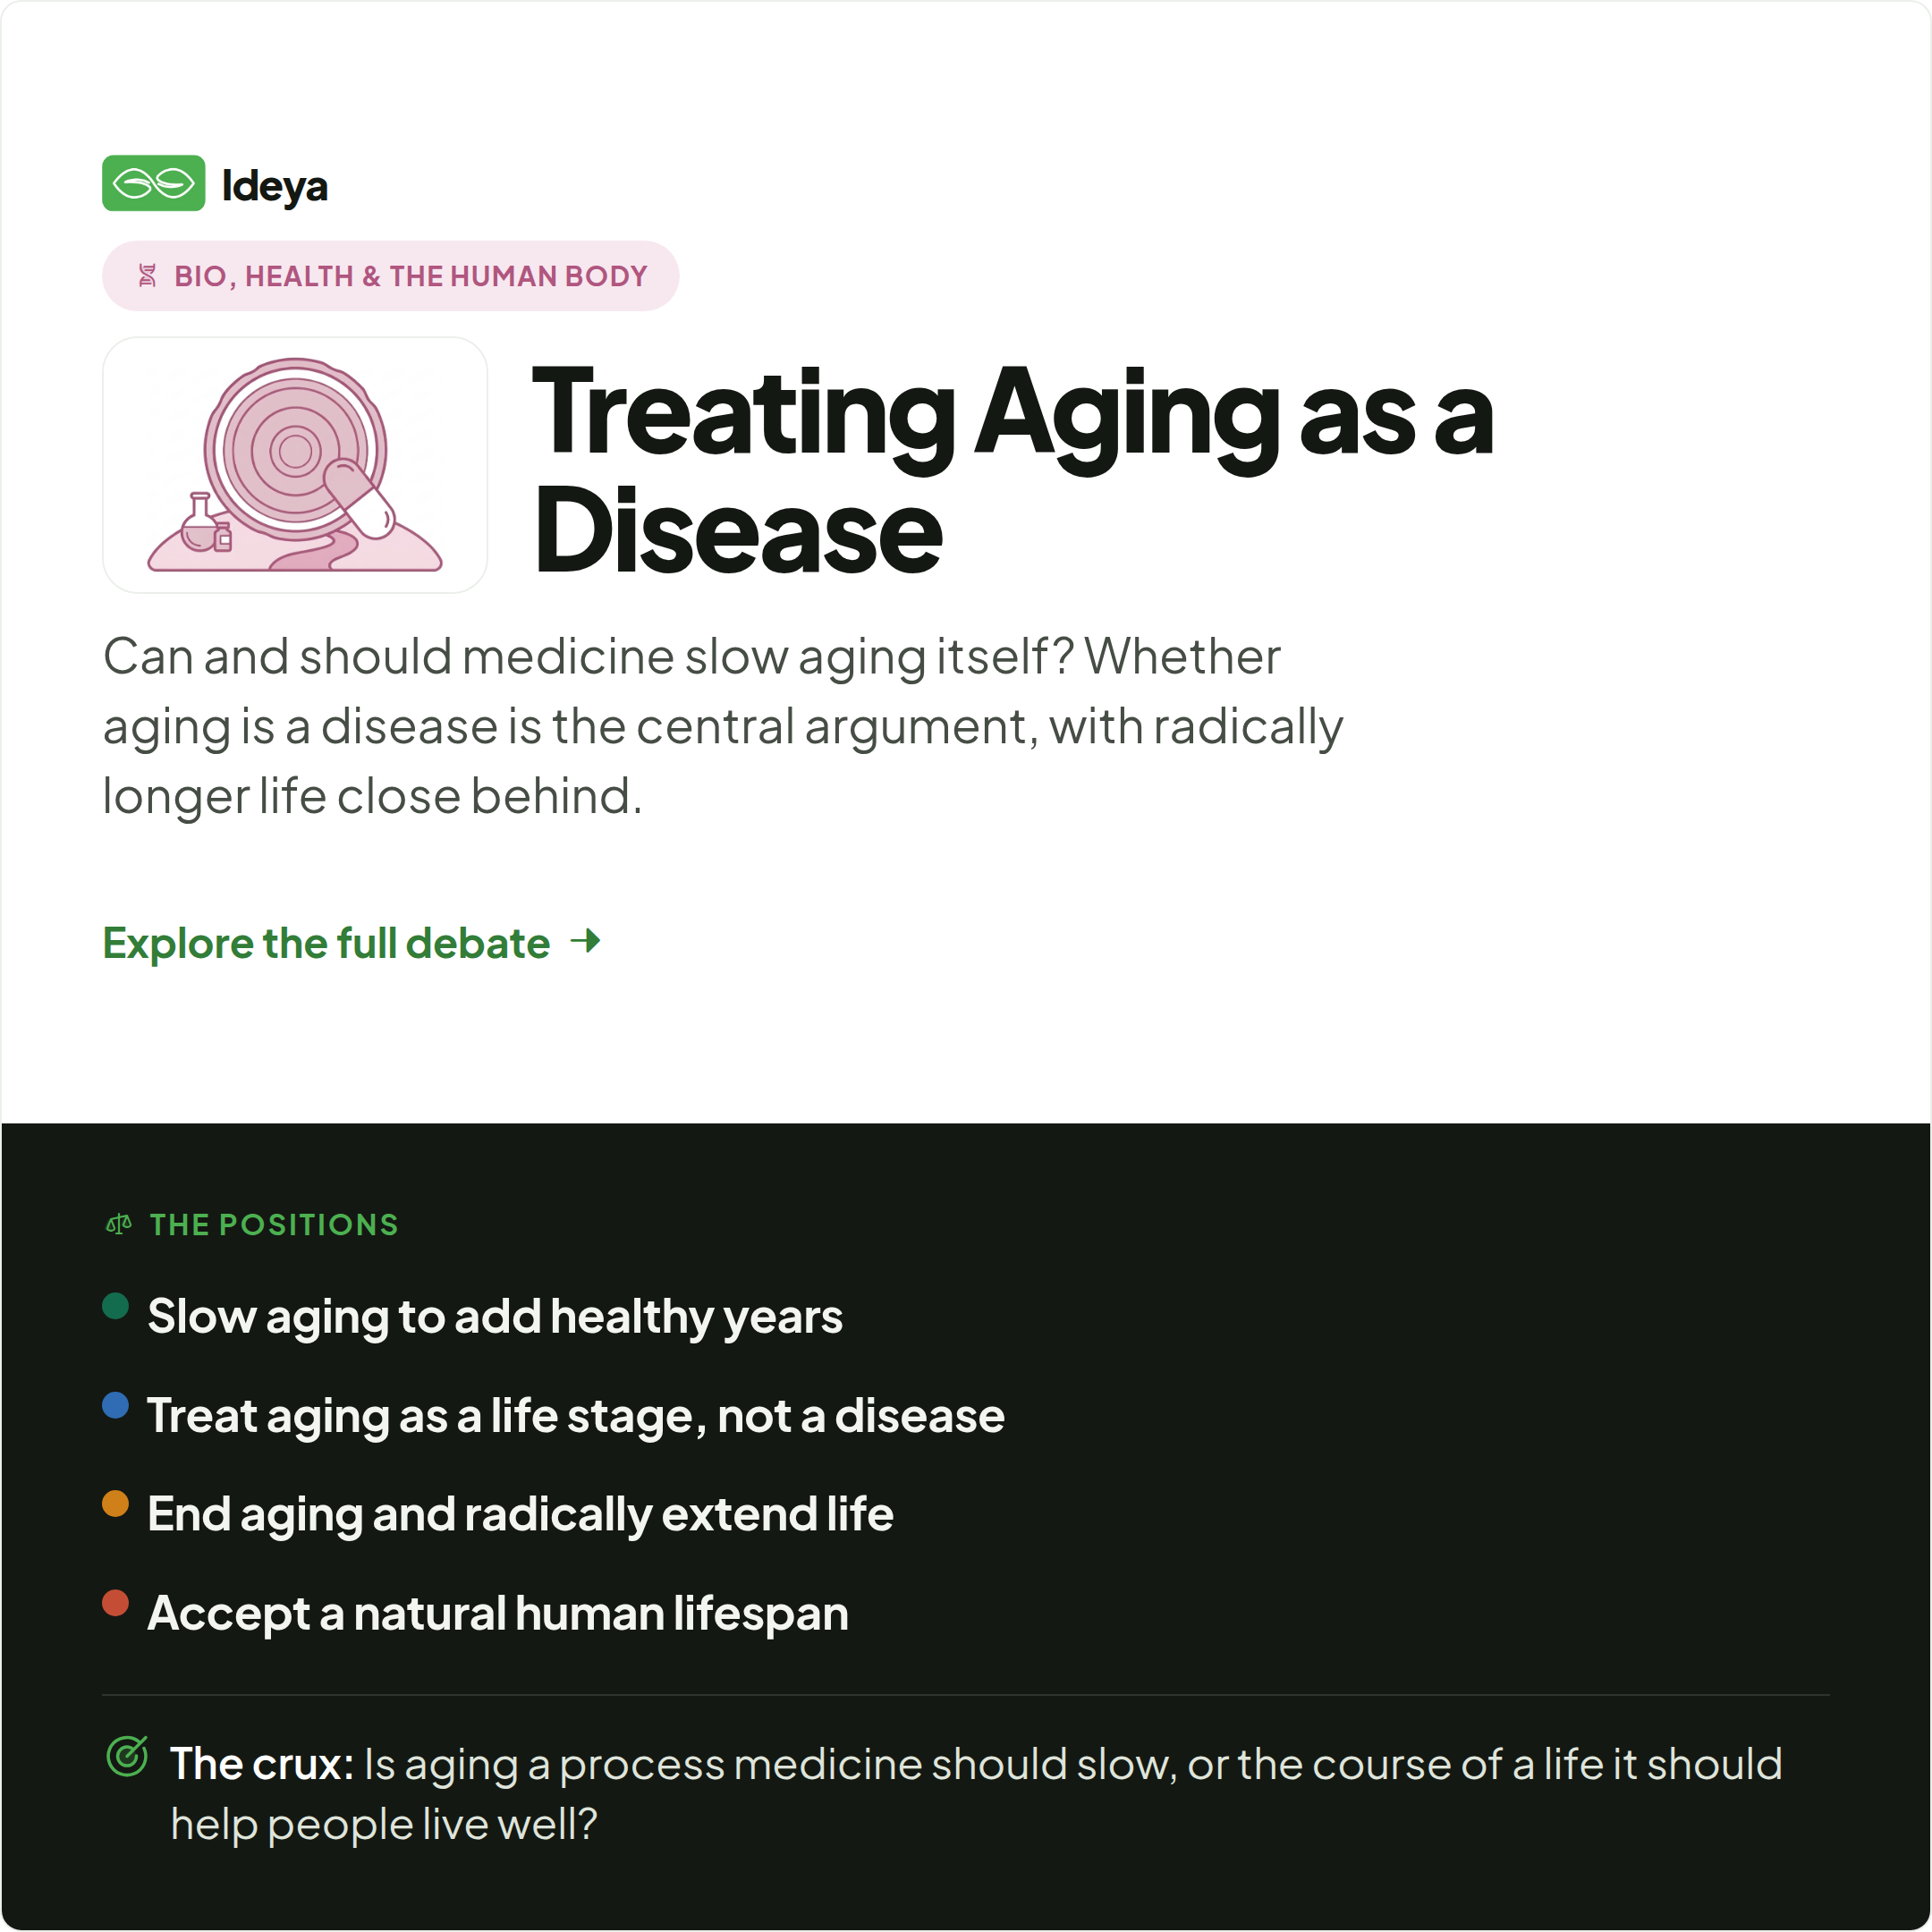 Ideya
BIO, HEALTH & THE HUMAN BODY
Treating Aging as a
Disease
Can and should medicine slow aging itself? Whether
aging is a disease is the central argument, with radically
longer life close behind.
Explore the full debate
THE POSITIONS
Slow aging to add healthy years
Treat aging as a life stage, not a disease
End aging and radically extend life
Accept a natural human lifespan
The crux: Is aging a process medicine should slow, or the course of a life it should
help people live well?